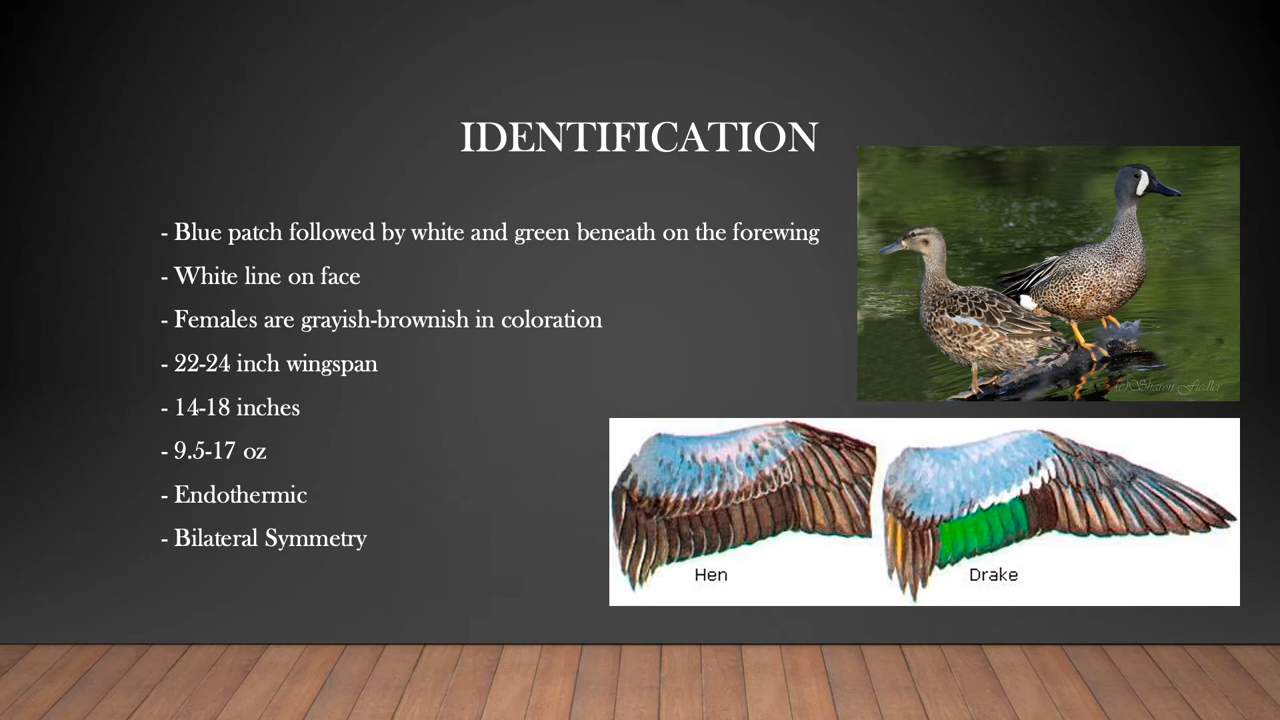 IDENTIFICATION
- Blue patch followed by white and green beneath on the forewing
- White line on face
- Females are grayish-brownish in coloration
- 22-24 inch wingspan
- 14-18 inches
- 9.5-17 oz
- Endothermic
- Bilateral Symmetry
(c)Sharon Fiedler
Hen
Drake